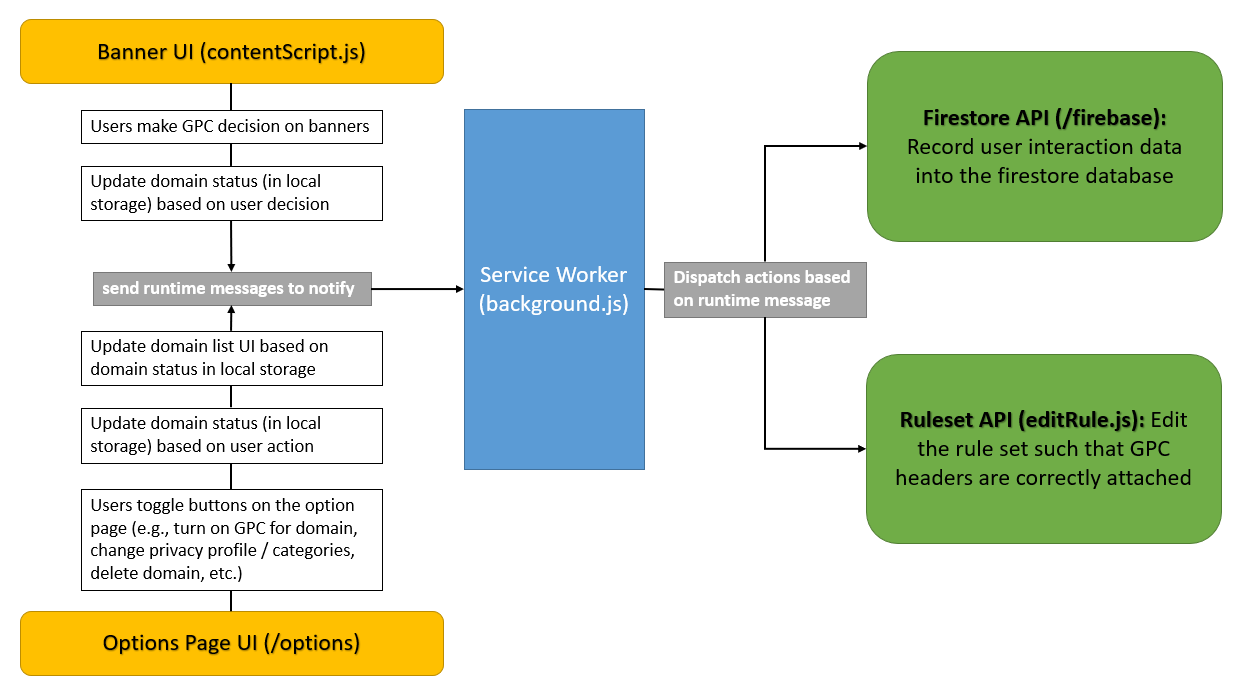 Banner UI (contentScript.js)
Users make GPC decision on banners
Update domain status (in local
storage) based on user decision
send runtime messages to notify
Update domain list UI based on
domain status in local storage
Update domain status (in local
storage) based on user action
Users toggle buttons on the option
page (e.g., turn on GPC for domain,
change privacy profile / categories,
delete domain, etc.)
Options Page UI (/options)
Service Worker
(background.js)
Dispatch actions based
on runtime message
Firestore API (/firebase):
Record user interaction data
into the firestore database
Ruleset API (editRule.js): Edit
the rule set such that GPC
headers are correctly attached